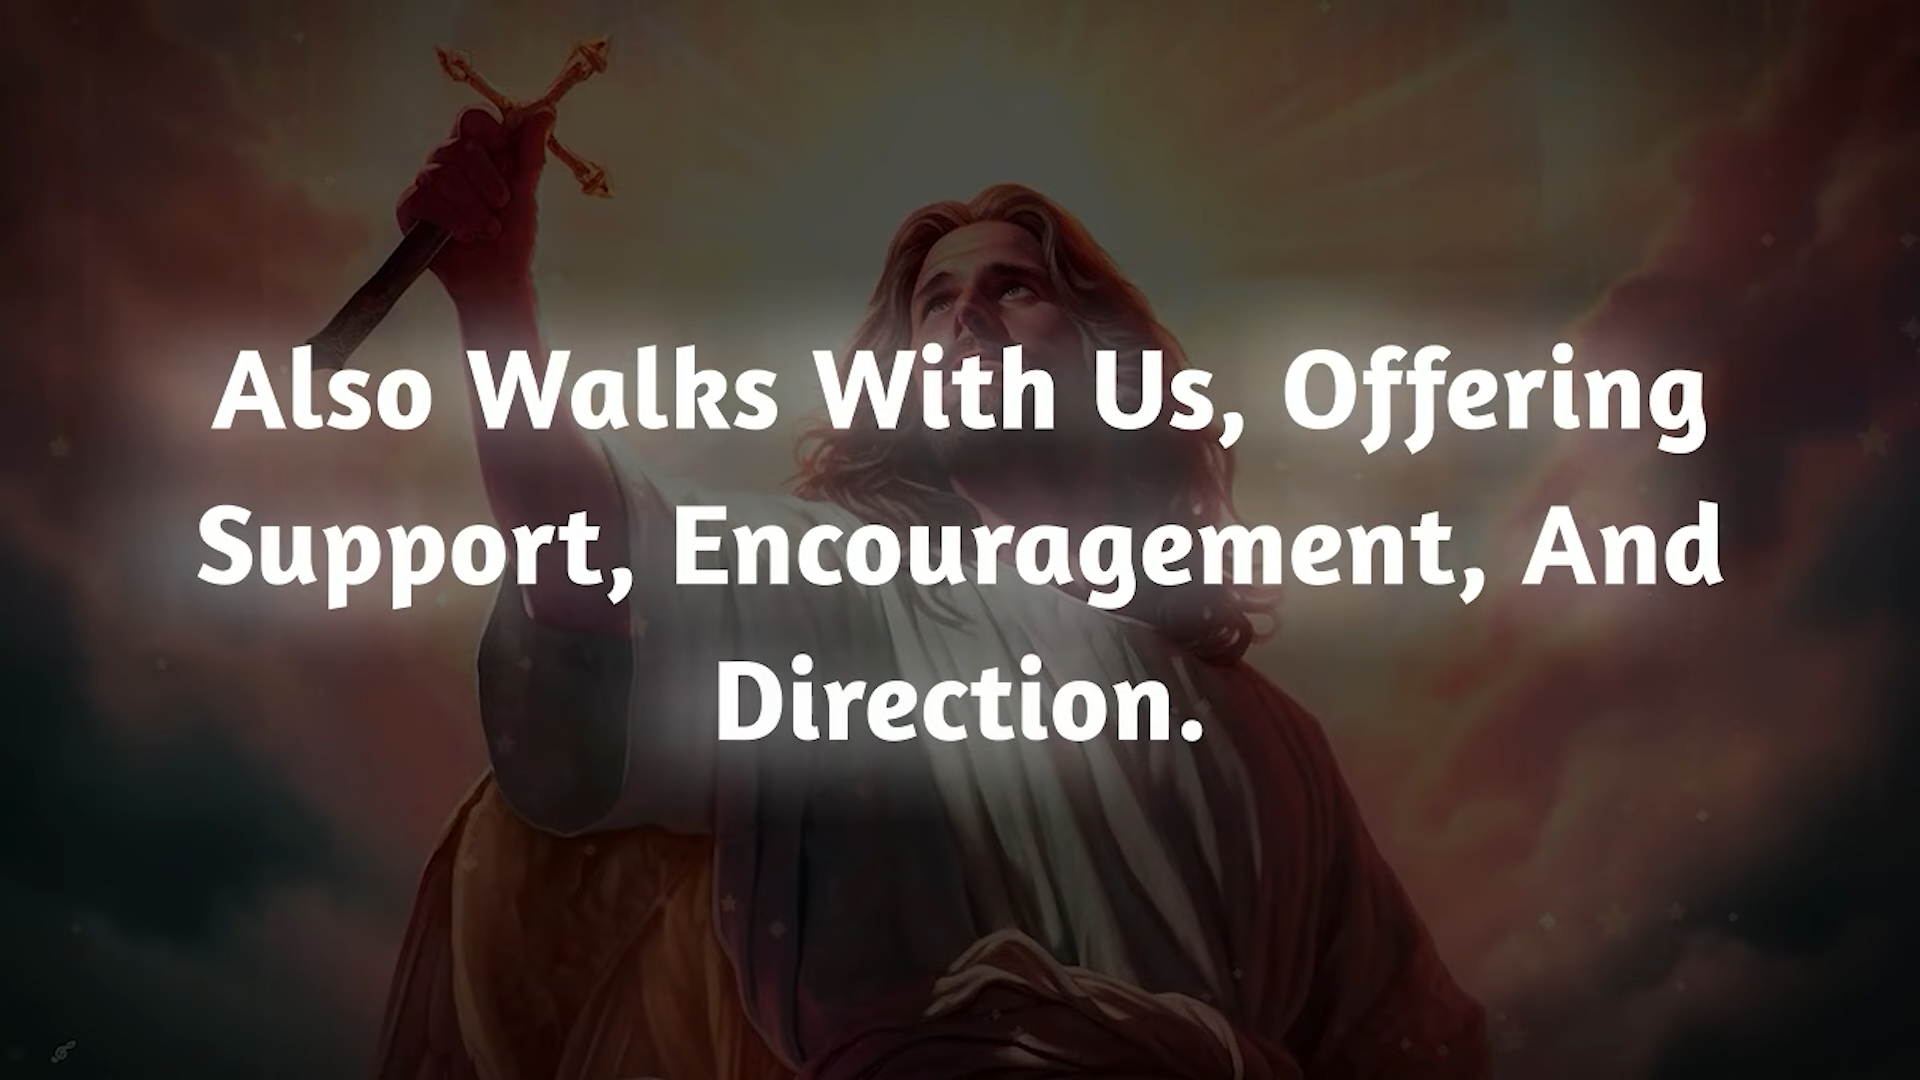 Also Walks With Us, Offering
Support, Encouragement, And
Direction.